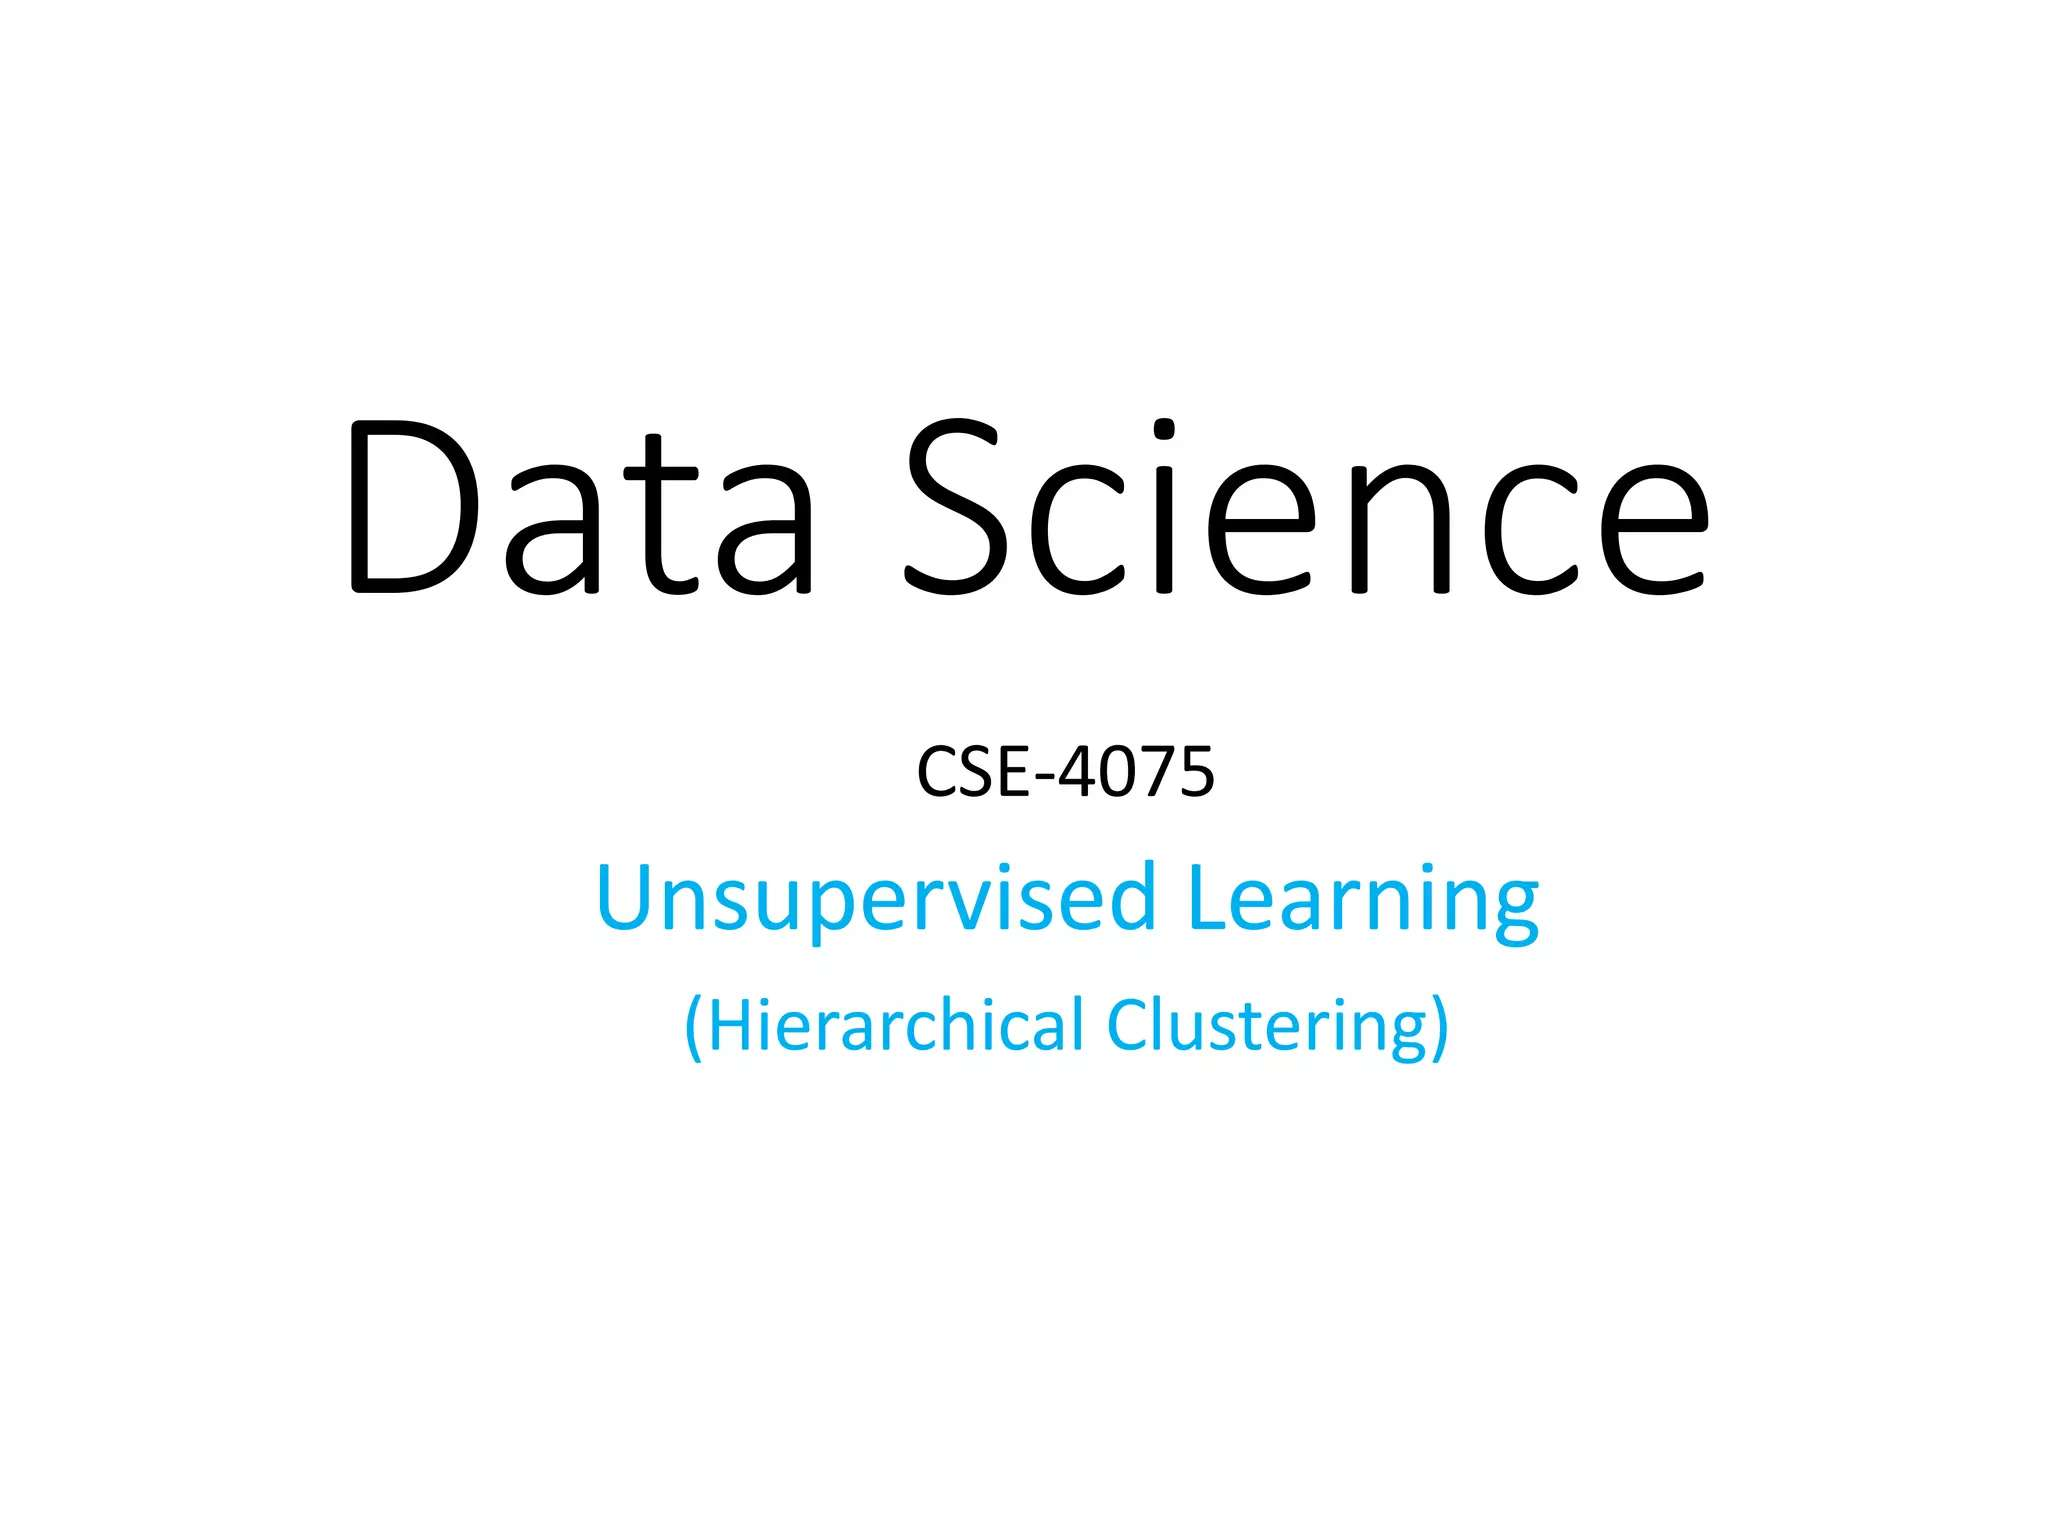 Data Science
CSE-4075
Unsupervised Learning
(Hierarchical Clustering)